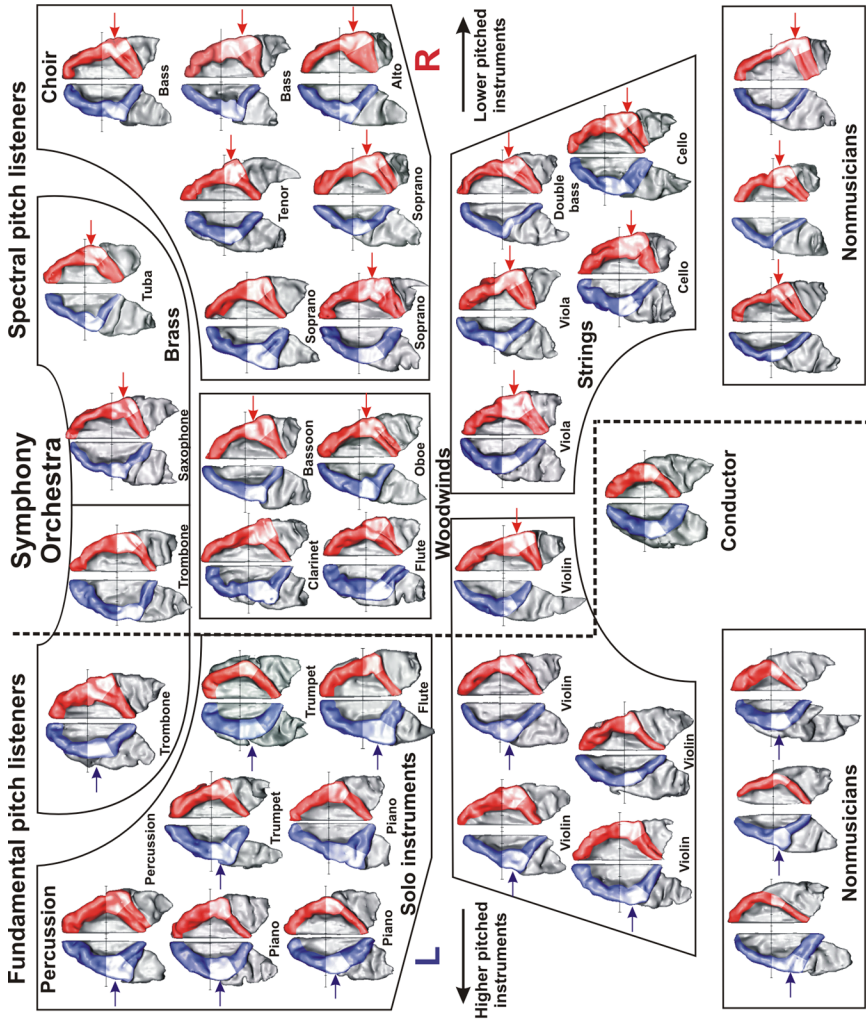 Fundamental pitch listeners
Spectral pitch listeners
Symphony
Orchestra
Percussion
Choir
Percussion
Trombone
Trombone
Saxophone
Tuba
Bass
Brass
Piano
Trumpet
Tenor
Bass
Trumpet
Clarinet
Bassoon
Soprano
Piano
Piano
Alto
Solo instruments
Flute
Flute
Oboe
Soprano
Soprano
L
R
Woodwinds
Higher pitched
instruments
Lower pitched
instruments
Violin
Violin
Violin
Viola
Viola
Double
bass
Strings
Violin
Violin
Cello
Cello
Conductor
Nonmusicians
Nonmusicians